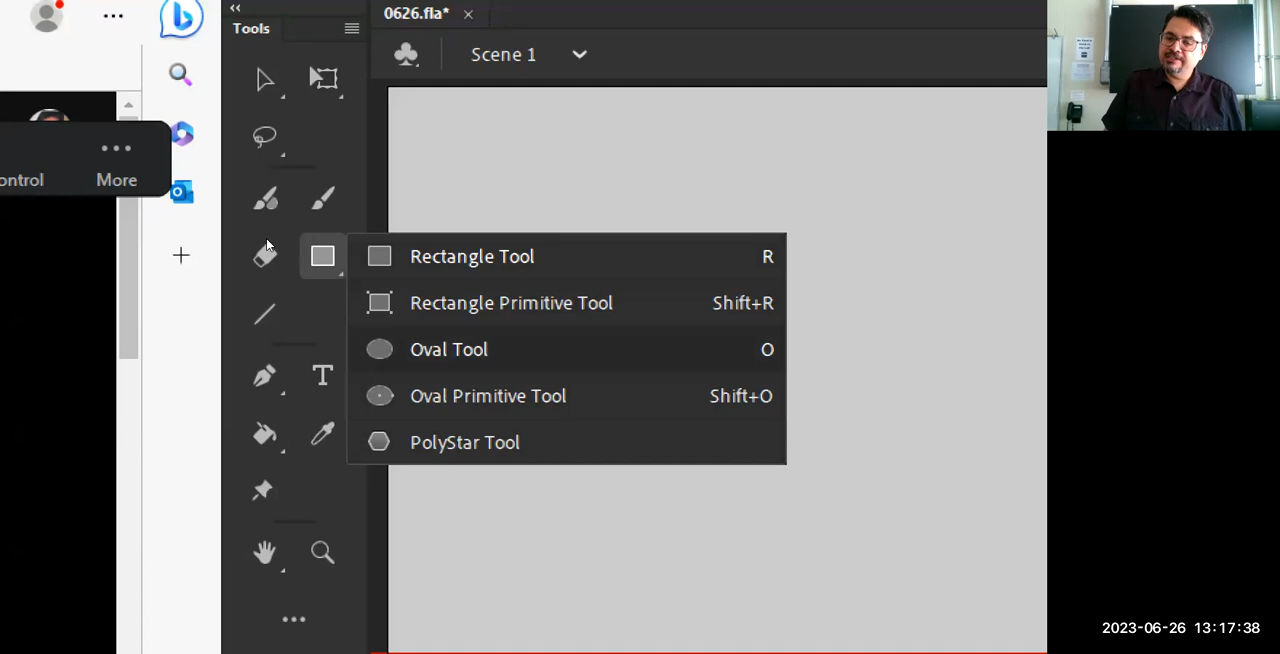 0626.fla*
Tools
Scene 1
ontrol
More
Rectangle Tool R
Rectangle Primitive Tool Shift+R
Oval Tool O
Oval Primitive Tool Shift+O
PolyStar Tool
T
2023-06-26 13:17:38